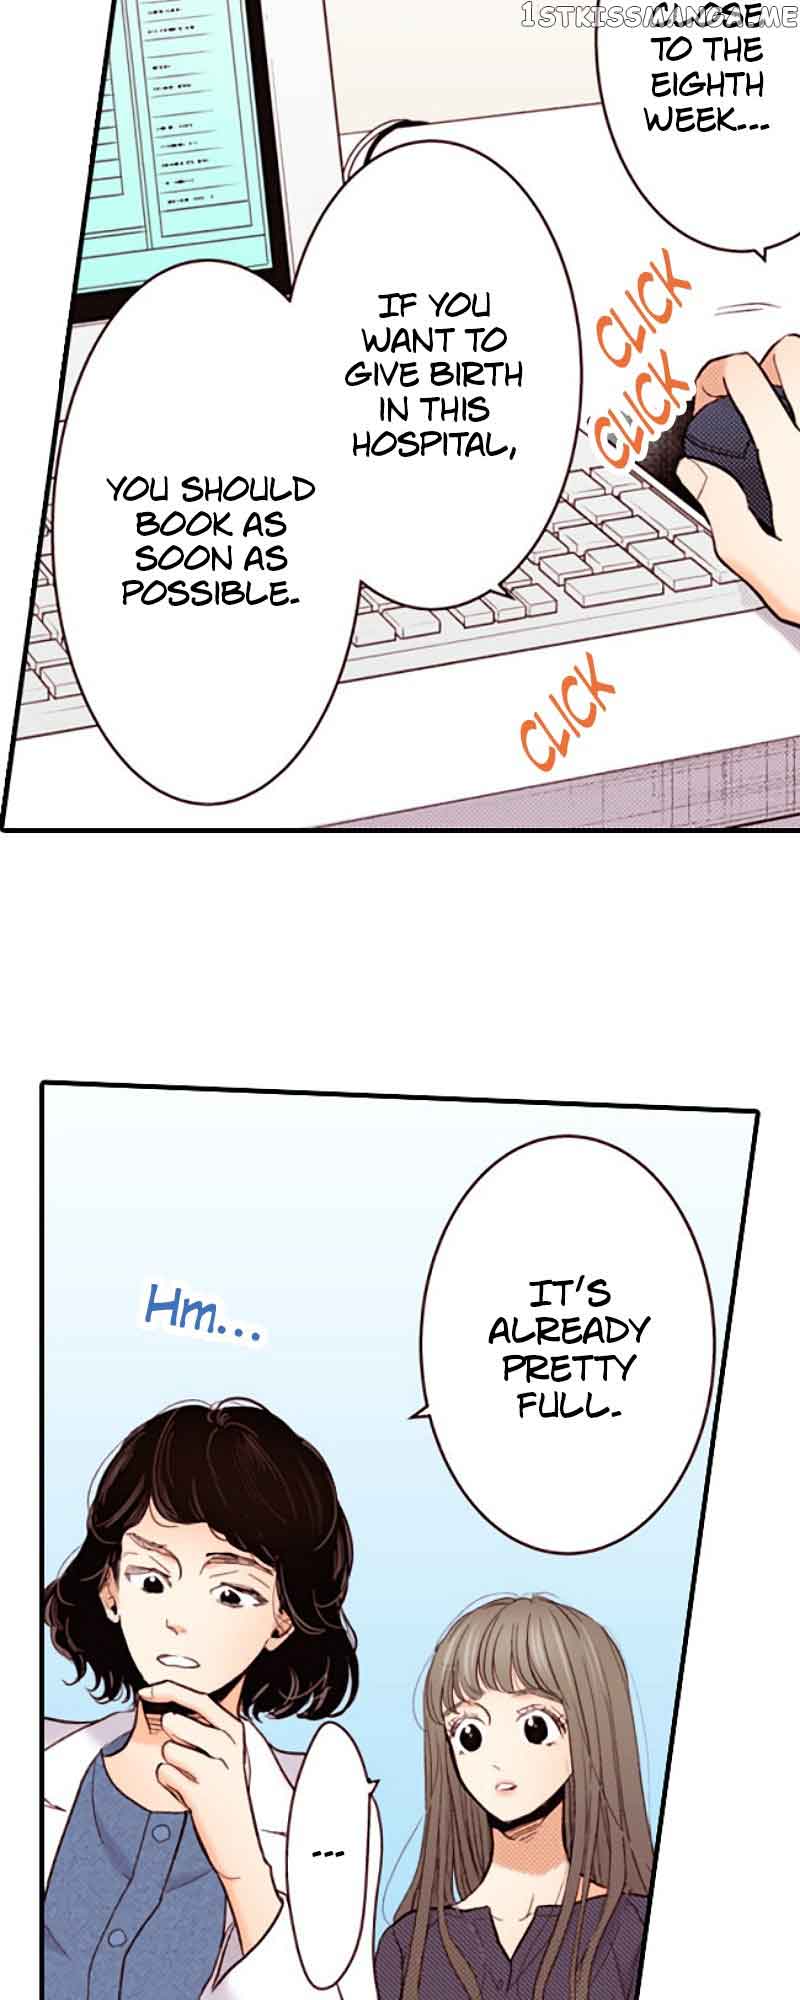 1STKISSMANGA.ME
CLOSE
TO THE
EIGHTH
WEEK...
IF YOU
WANT TO
GIVE BIRTH
IN THIS
HOSPITAL,
YOU SHOULD
BOOK AS
SOON AS
POSSIBLE.
CLICK
CLICK
CLICK
IT'S
ALREADY
PRETTY
FULL.
Hm...
...